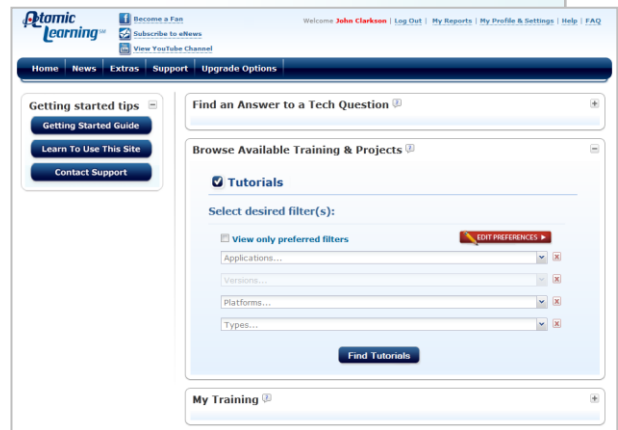 Atomic Learning
Become a Fan
Subscribe to eNews
View YouTube Channel
Welcome John Clarkson | Log Out | My Reports | My Profile & Settings | Help | FAQ
Home News Extras Support Upgrade Options
Getting started tips
Getting Started Guide
Learn To Use This Site
Contact Support
Find an Answer to a Tech Question
Browse Available Training & Projects
Tutorials
Select desired filter(s):
View only preferred filters
EDIT PREFERENCES
Applications...
Versions...
Platforms...
Types...
Find Tutorials
My Training